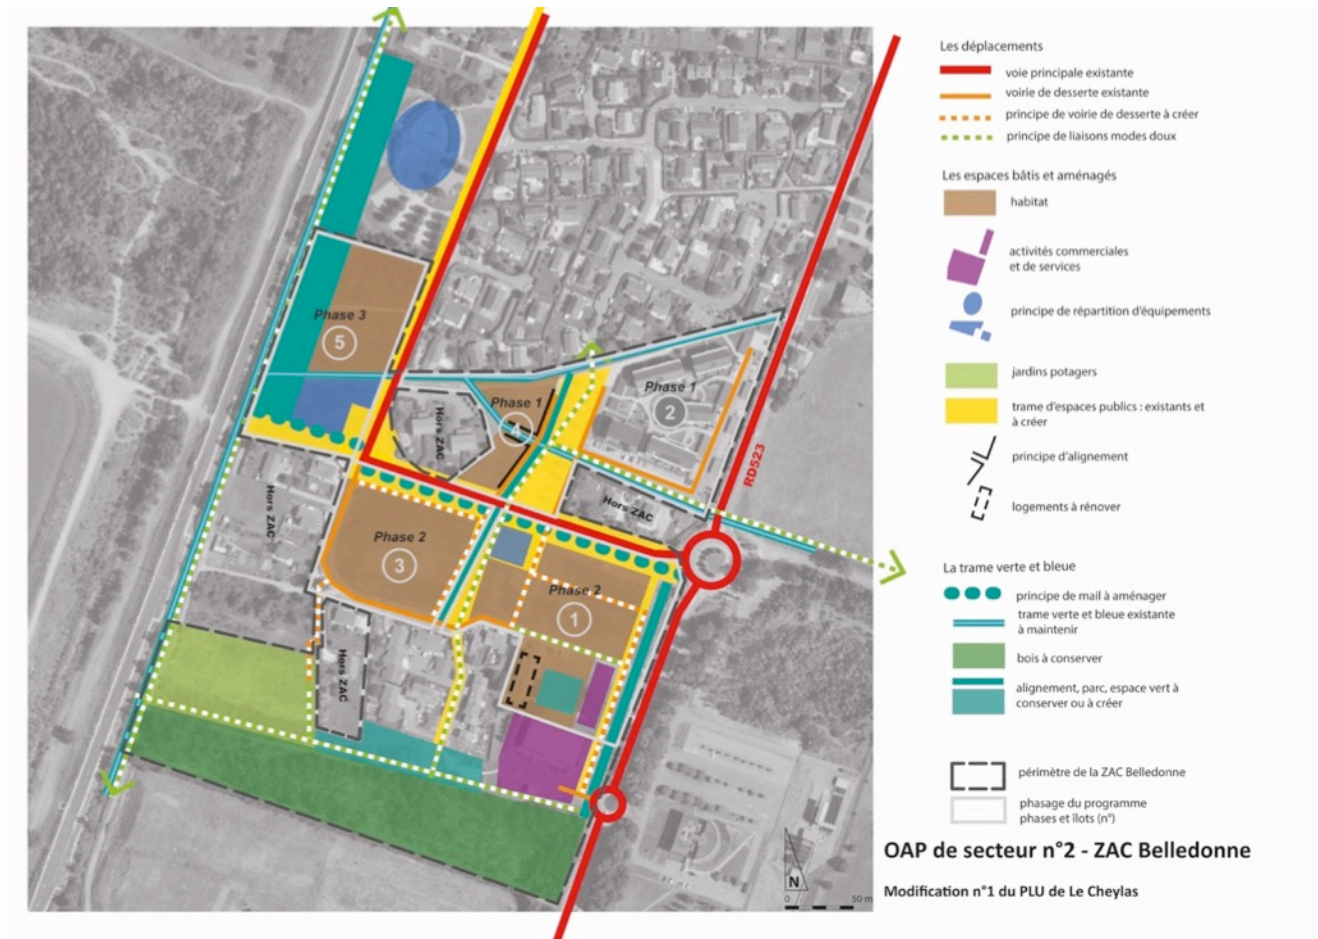 Phase 3
5
Phase 1
4
Phase 1
2
Hors ZAC
Hors ZAC
Hors ZAC
RD523
Phase 2
3
Phase 2
1
Hors ZAC
N
0
50 m
Les déplacements
voie principale existante
voirie de desserte existante
principe de voirie de desserte à créer
principe de liaisons modes doux
Les espaces bâtis et aménagés
habitat
activités commerciales
et de services
principe de répartition d'équipements
jardins potagers
trame d'espaces publics : existants et
à créer
principe d'alignement
logements à rénover
La trame verte et bleue
principe de mail à aménager
trame verte et bleue existante
à maintenir
bois à conserver
alignement, parc, espace vert à
conserver ou à créer
périmètre de la ZAC Belledonne
phasage du programme
phases et îlots (n°)
OAP de secteur n°2 - ZAC Belledonne
Modification n°1 du PLU de Le Cheylas